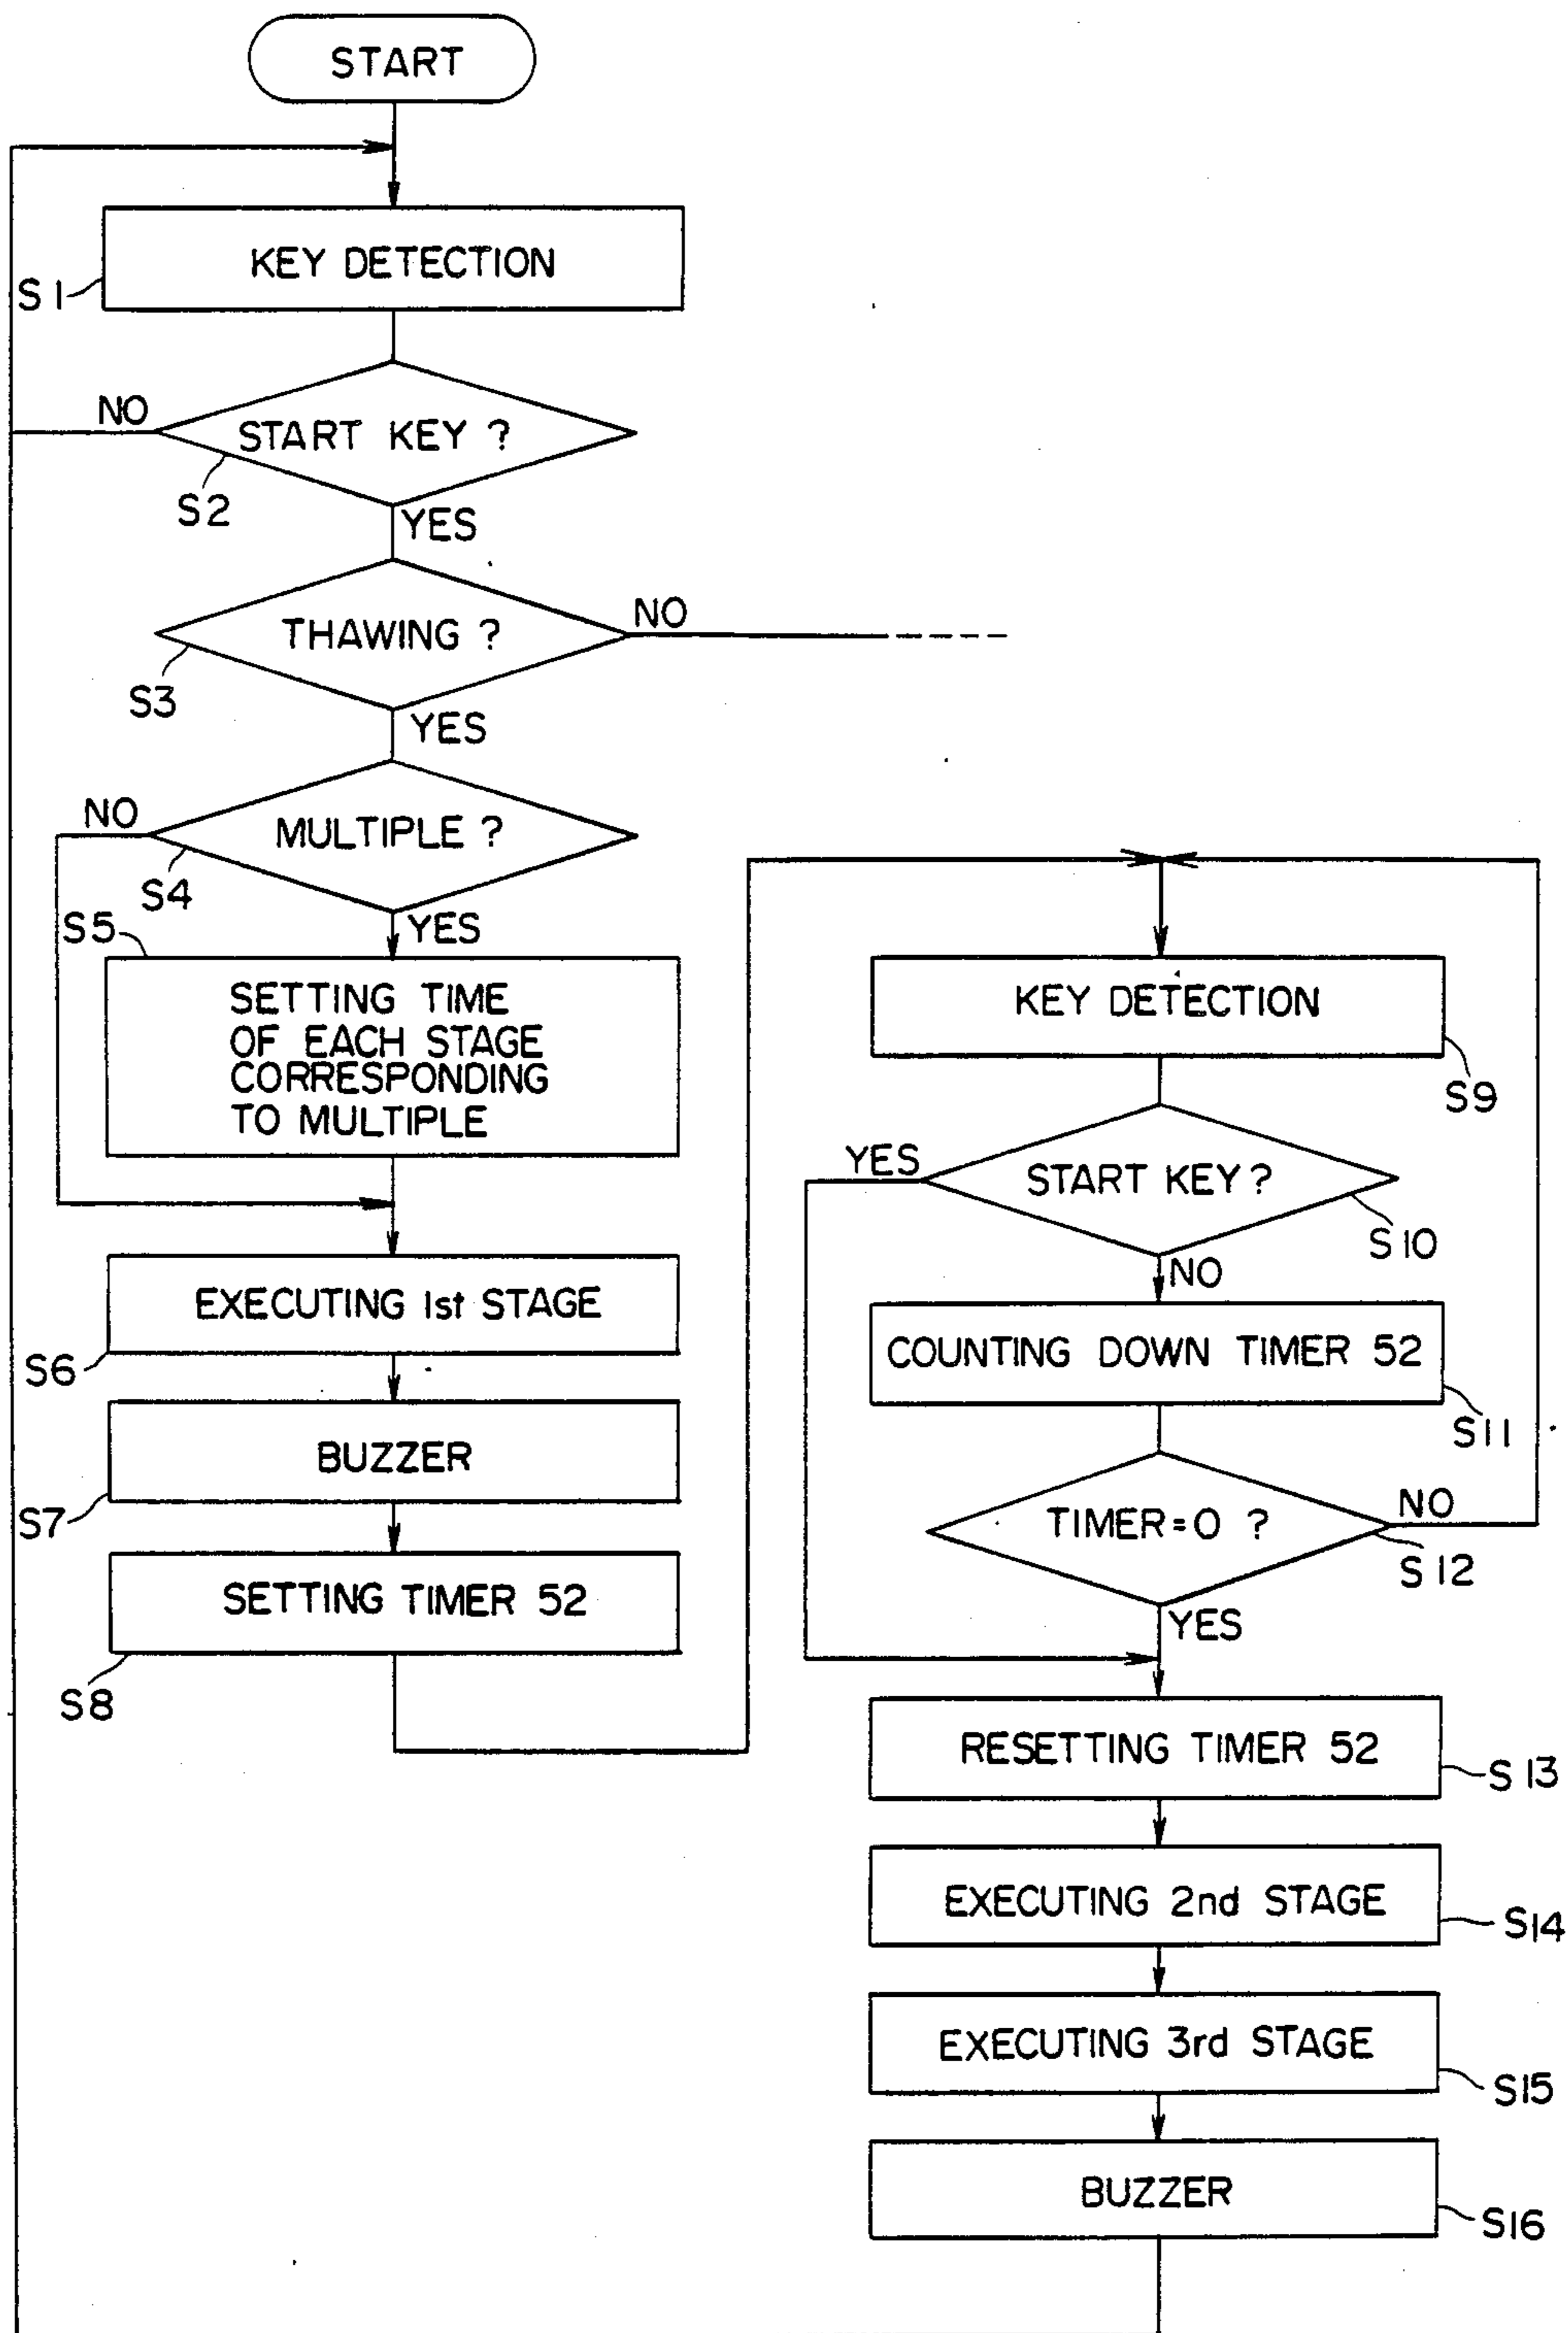 START
KEY DETECTION
S1
NO
START KEY ?
S2
YES
THAWING ?
NO
S3
YES
NO
MULTIPLE ?
S4
YES
S5
SETTING TIME
OF EACH STAGE
CORRESPONDING
TO MULTIPLE
EXECUTING 1st STAGE
S6
BUZZER
S7
SETTING TIMER 52
S8
KEY DETECTION
S9
YES
START KEY ?
S10
NO
COUNTING DOWN TIMER 52
S11
TIMER=0 ?
NO
S12
YES
RESETTING TIMER 52
S13
EXECUTING 2nd STAGE
S14
EXECUTING 3rd STAGE
S15
BUZZER
S16